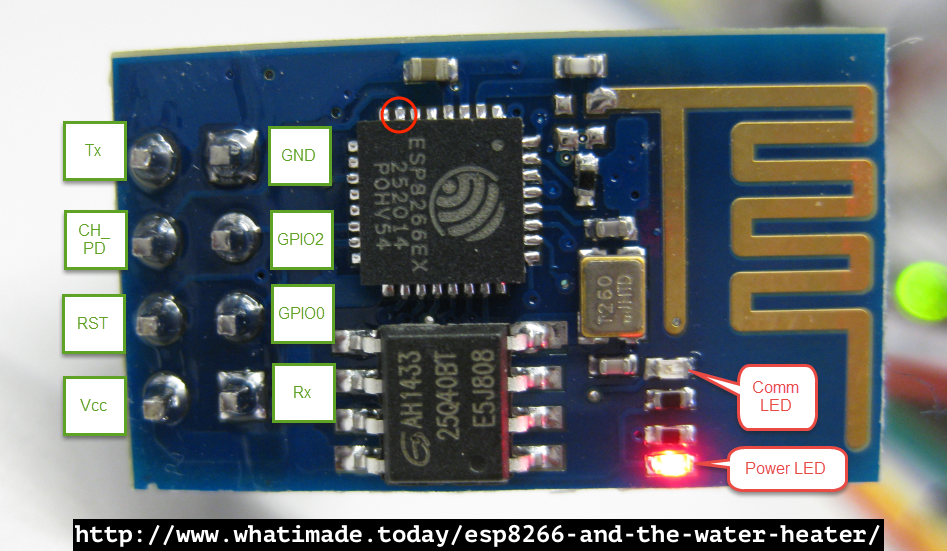 Tx
GND
CH_
PD
GPIO2
RST
GPIO0
Vcc
Rx
ESP8266EX
252014
POHV54
T260
AH1433
25Q40BT
E5J808
Comm
LED
Power LED
http://www.whatimade.today/esp8266-and-the-water-heater/